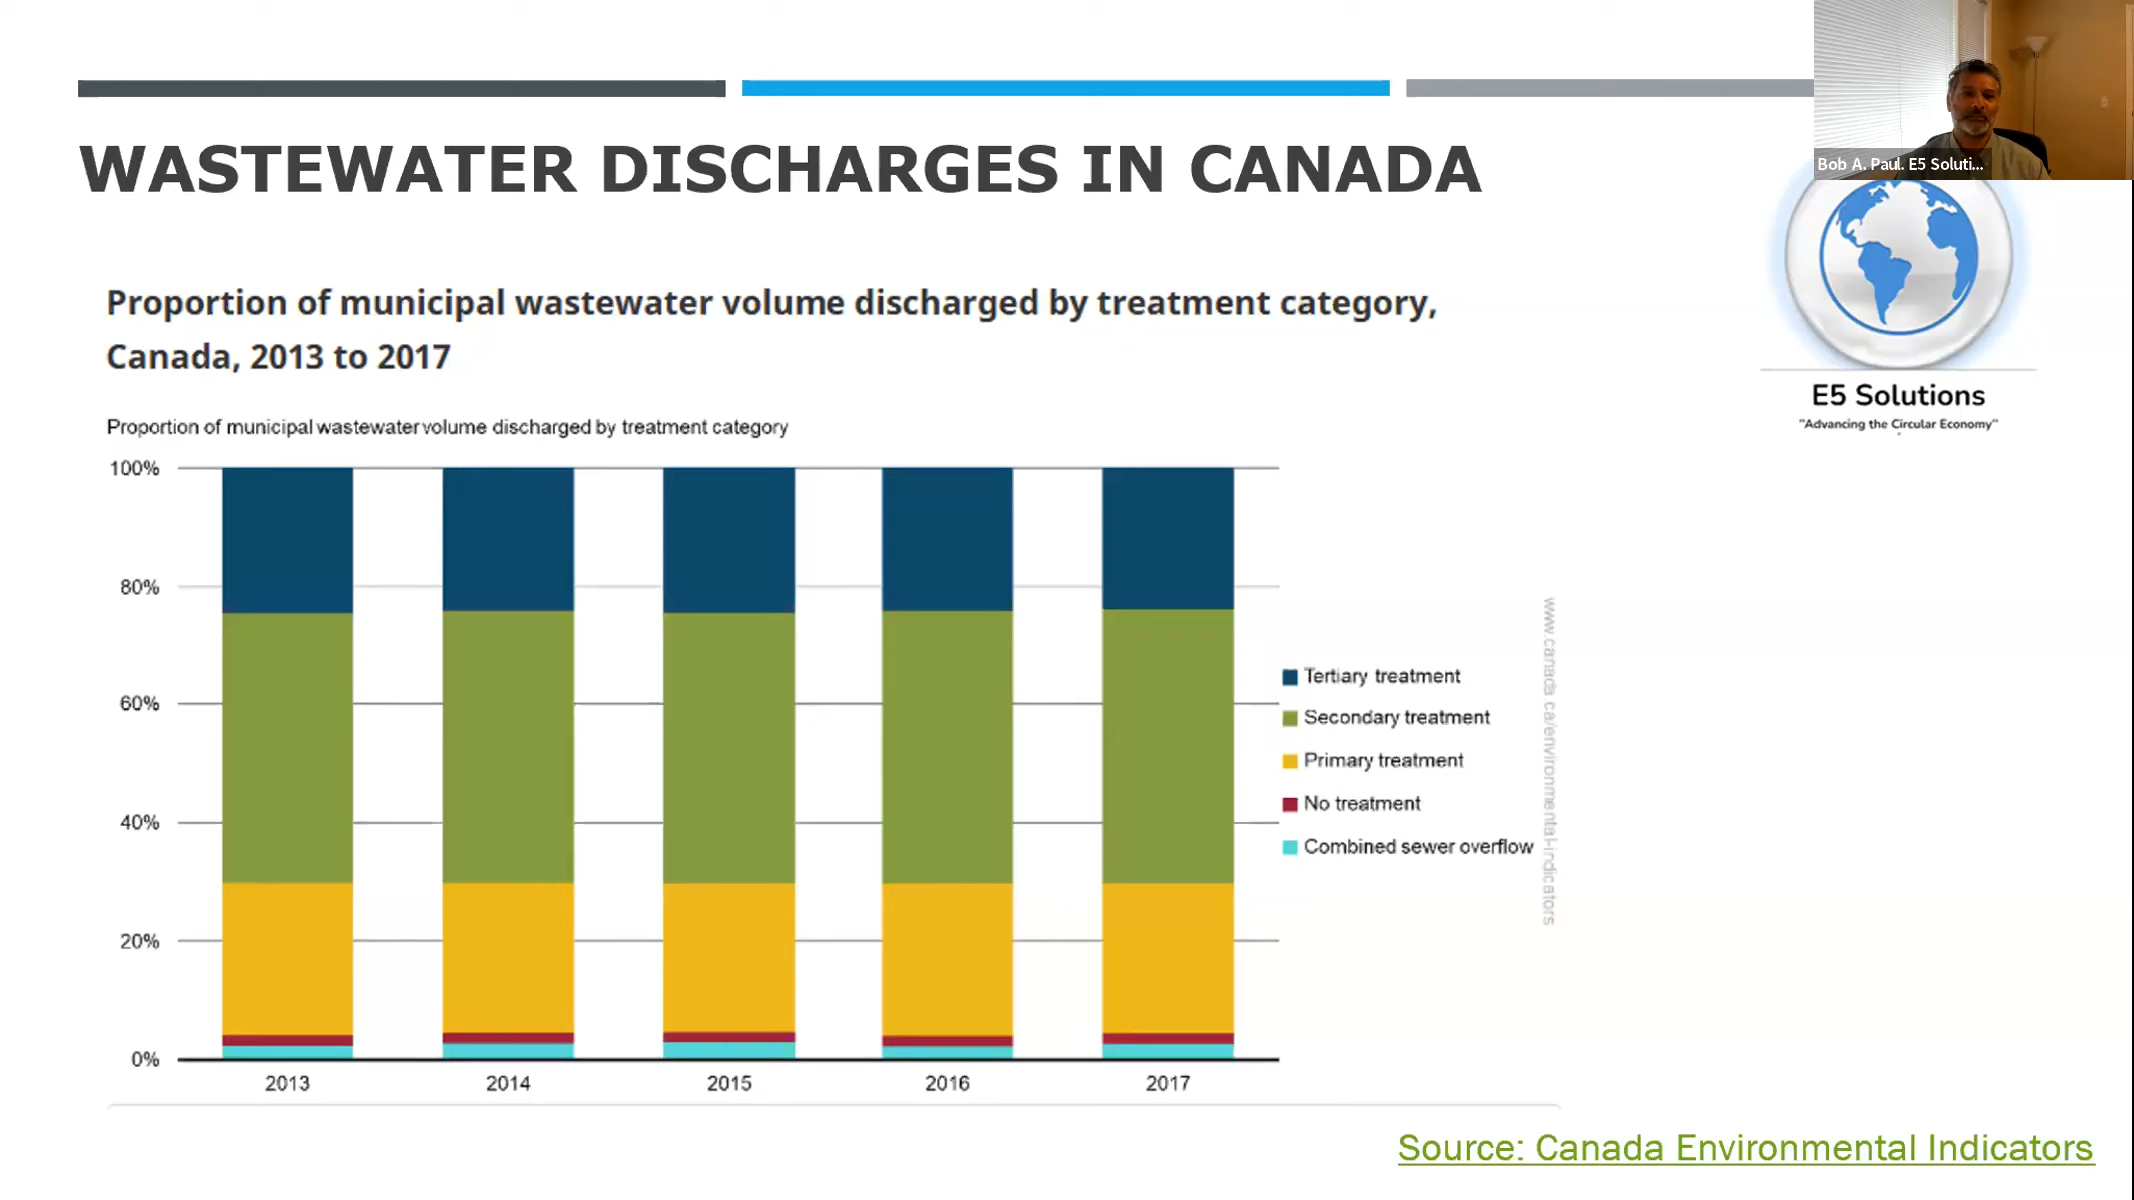 WASTEWATER DISCHARGES IN CANADA
Bob A. Paul. E5 Soluti...
Proportion of municipal wastewater volume discharged by treatment category,
Canada, 2013 to 2017
E5 Solutions
"Advancing the Circular Economy"
Proportion of municipal wastewater volume discharged by treatment category
100%
80%
60%
40%
20%
0%
2013
2014
2015
2016
2017
Tertiary treatment
Secondary treatment
Primary treatment
No treatment
Combined sewer overflow
www.canada.ca/environmental-indicators
Source: Canada Environmental Indicators